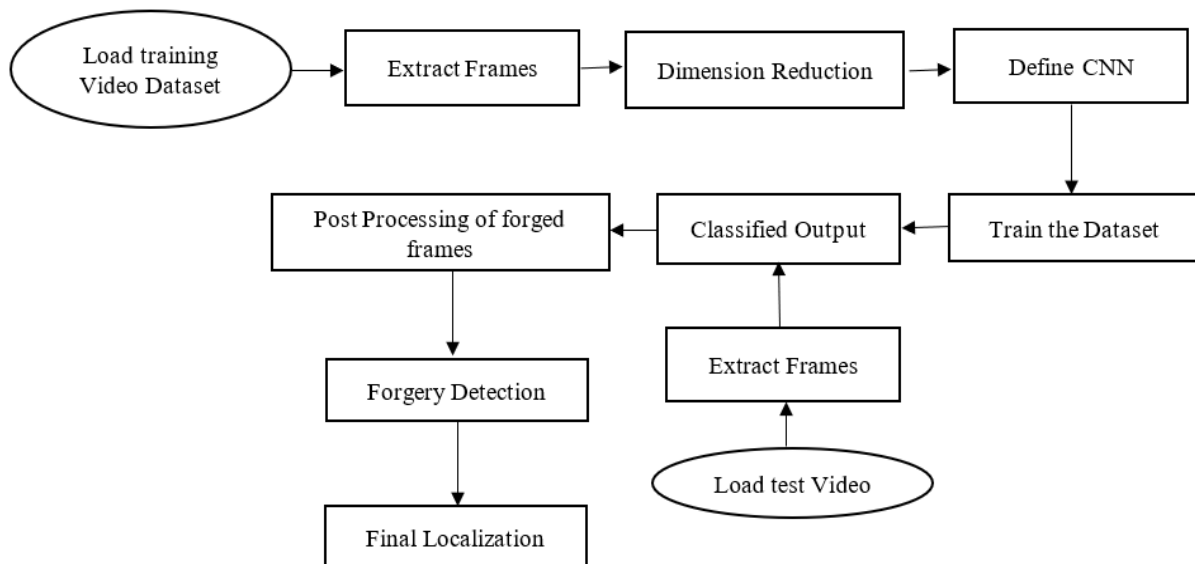 Load training
Video Dataset
Extract Frames
Dimension Reduction
Define CNN
Post Processing of forged
frames
Classified Output
Train the Dataset
Forgery Detection
Extract Frames
Load test Video
Final Localization